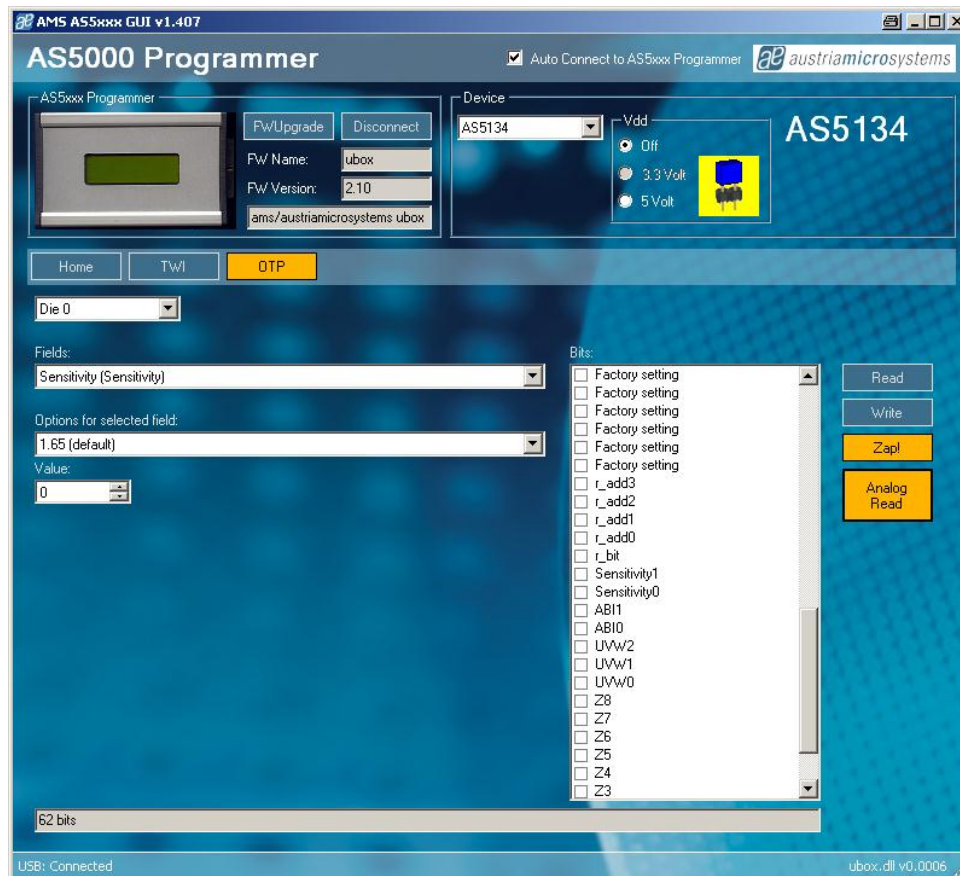 AMS AS5xxx GUI v1.407
AS5000 Programmer
Auto Connect to AS5xxx Programmer
austriamicrosystems
AS5xxx Programmer
FWUpgrade
Disconnect
FW Name:
ubox
FW Version:
2.10
ams/austriamicrosystems ubox
Device
AS5134
Vdd
Off
3.3 Volt
5 Volt
AS5134
Home
TWI
OTP
Die 0
Fields:
Sensitivity (Sensitivity)
Options for selected field:
1.65 (default)
Value:
0
Bits:
Factory setting
Factory setting
Factory setting
Factory setting
Factory setting
Factory setting
r_add3
r_add2
r_add1
r_add0
r_bit
Sensitivity1
Sensitivity0
ABI1
ABI0
UVW2
UVW1
UVW0
Z8
Z7
Z6
Z5
Z4
Z3
Read
Write
Zap!
Analog
Read
62 bits
USB: Connected
ubox.dll v0.0006